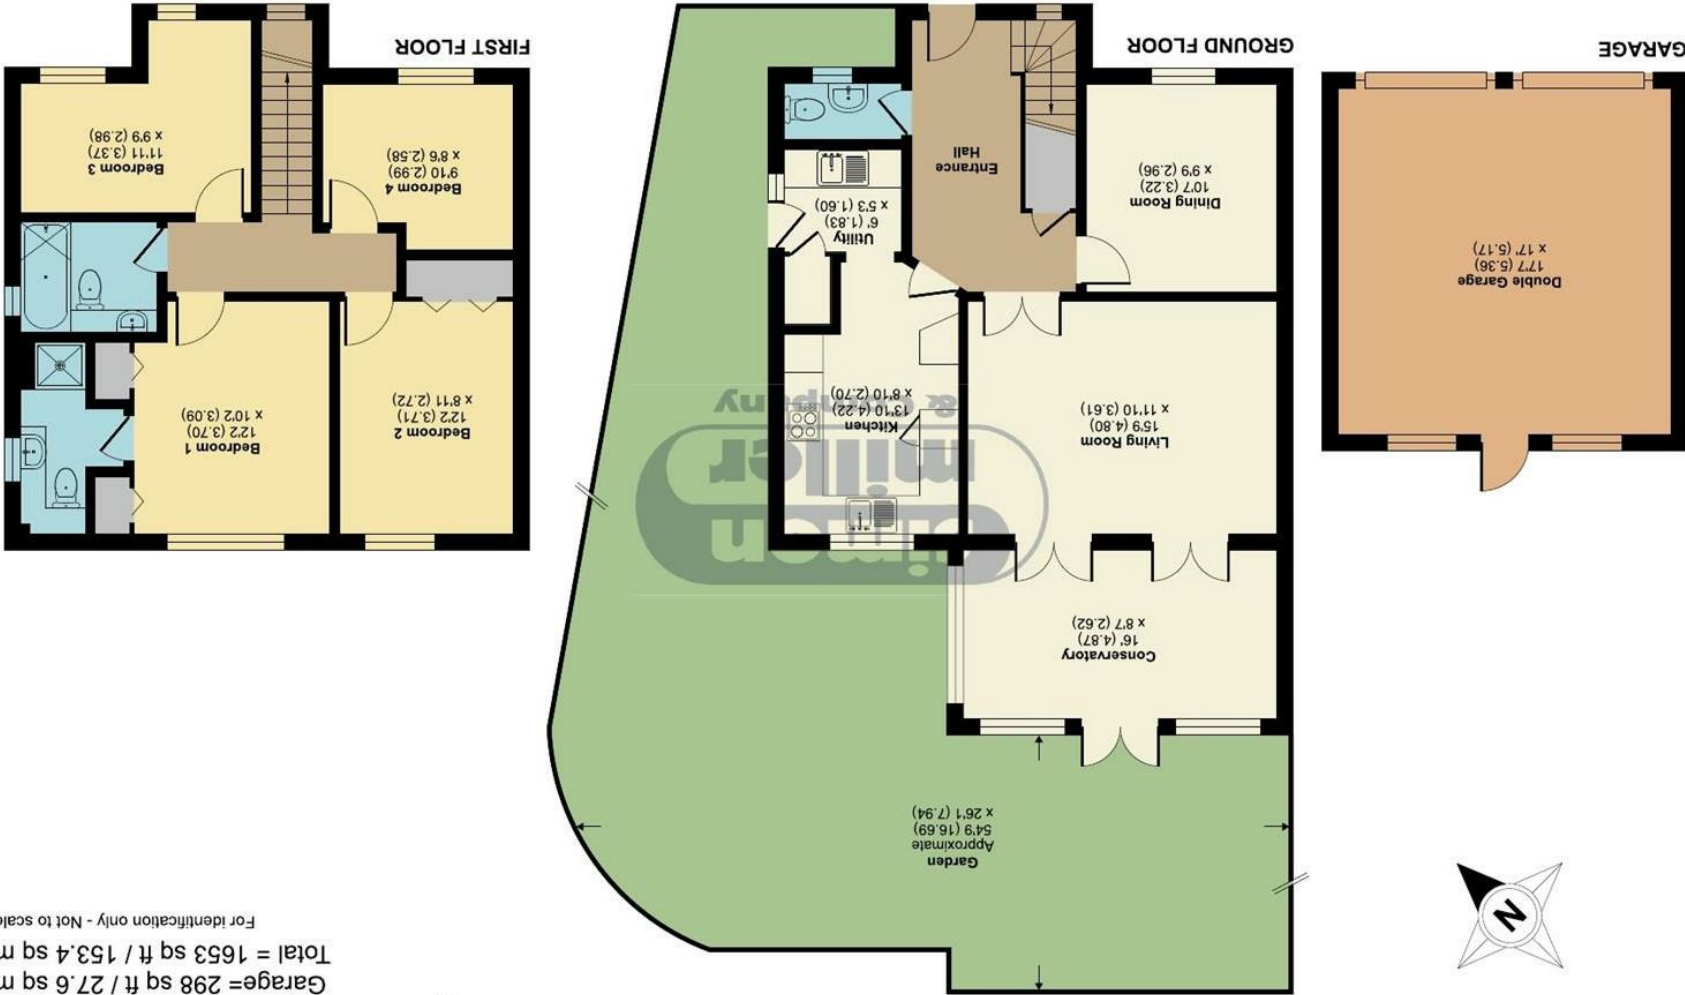 Garage= 298 sq ft / 27.6 sq m
Total = 1653 sq ft / 153.4 sq m
For identification only - Not to scale
N
Garden
Approximate
54'9 (16.69)
x 26'1 (7.94)
Conservatory
16' (4.87)
x 8'7 (2.62)
Living Room
15'9 (4.80)
x 11'10 (3.61)
Kitchen
13'10 (4.22)
x 8'10 (2.70)
simon
miller
& Company
Utility
6' (1.83)
x 5'3 (1.60)
Dining Room
10'7 (3.22)
x 9'9 (2.96)
Entrance
Hall
GROUND FLOOR
Double Garage
17'7 (5.36)
x 17' (5.17)
GARAGE
Bedroom 2
12'2 (3.71)
x 8'11 (2.72)
Bedroom 1
12'2 (3.70)
x 10'2 (3.09)
Bedroom 4
9'10 (2.99)
x 8'6 (2.58)
Bedroom 3
11'11 (3.37)
x 9'9 (2.98)
FIRST FLOOR